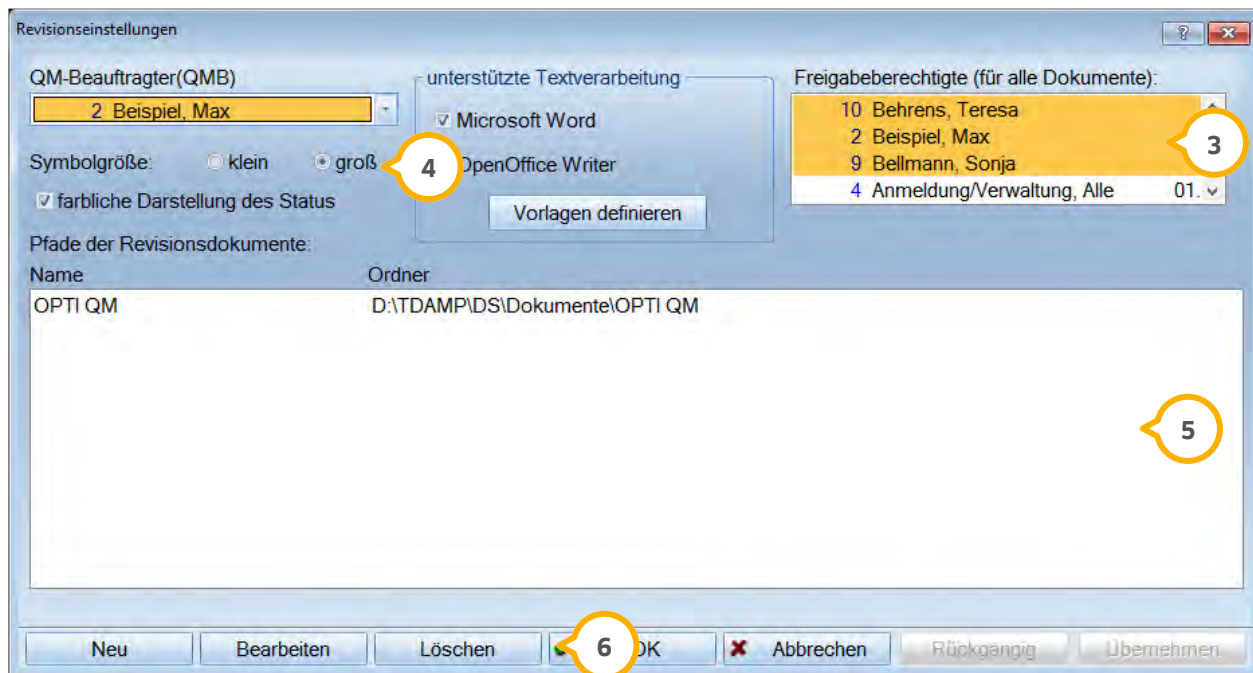 Revisionseinstellungen
QM-Beauftragter(QMB)
2 Beispiel, Max
Symbolgröße: klein groß
farbliche Darstellung des Status
unterstützte Textverarbeitung
Microsoft Word
OpenOffice Writer
Vorlagen definieren
Freigabeberechtigte (für alle Dokumente):
10 Behrens, Teresa
2 Beispiel, Max
9 Bellmann, Sonja
4 Anmeldung/Verwaltung, Alle 01.
3
4
Pfade der Revisionsdokumente:
Name Ordner
OPTI QM D:\TDAMP\DS\Dokumente\OPTI QM
5
Neu Bearbeiten Löschen 6 OK Abbrechen Rückgängig Übernehmen